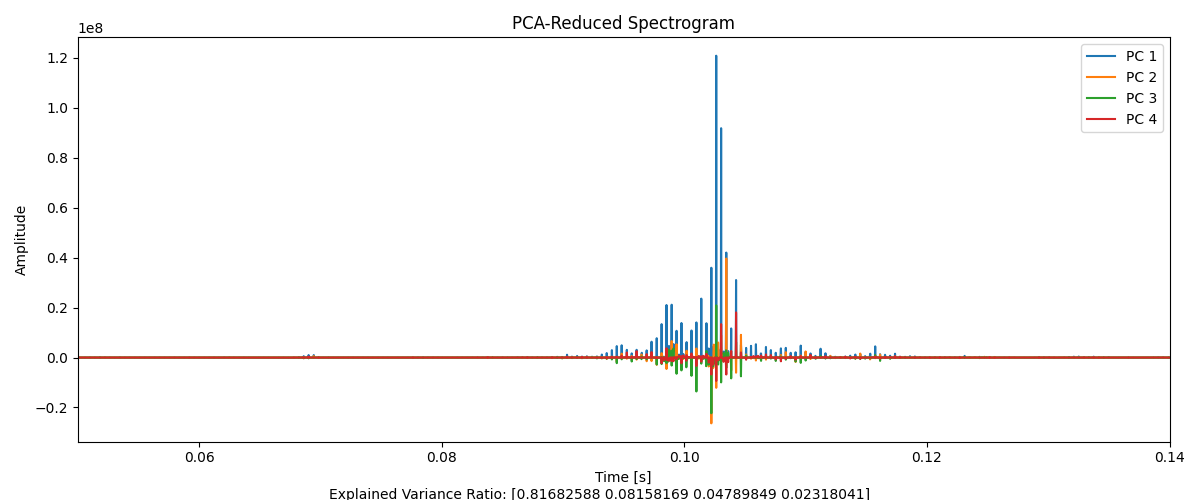 PCA-Reduced Spectrogram
1e8
1.2
1.0
0.8
0.6
0.4
0.2
0.0
−0.2
Amplitude
PC 1
PC 2
PC 3
PC 4
0.06 0.08 0.10 0.12 0.14
Time [s]
Explained Variance Ratio: [0.81682588 0.08158169 0.04789849 0.02318041]